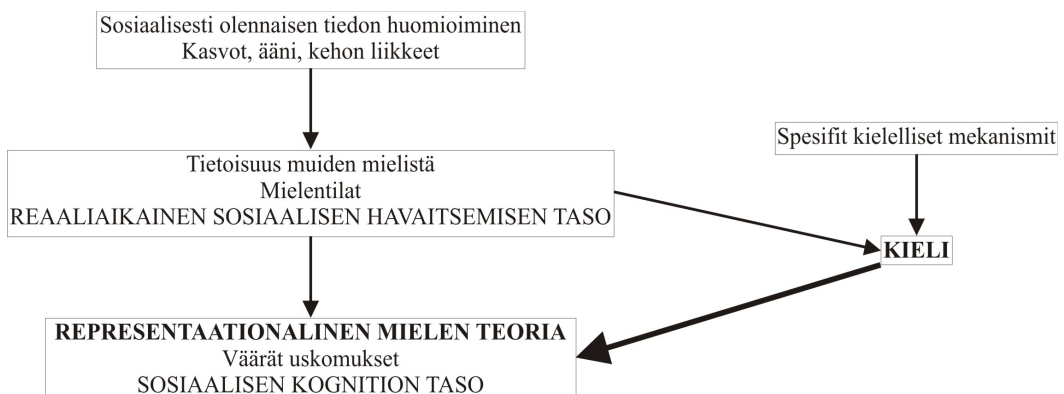 Sosiaalisesti olennaisen tiedon huomioiminen
Kasvot, ääni, kehon liikkeet
Spesifit kielelliset mekanismit
Tietoisuus muiden mielistä
Mielentilat
REAALIAIKAINEN SOSIAALISEN HAVAITSEMISEN TASO
KIELI
REPRESENTAATIONALINEN MIELEN TEORIA
Väärät uskomukset
SOSIAALISEN KOGNITION TASO